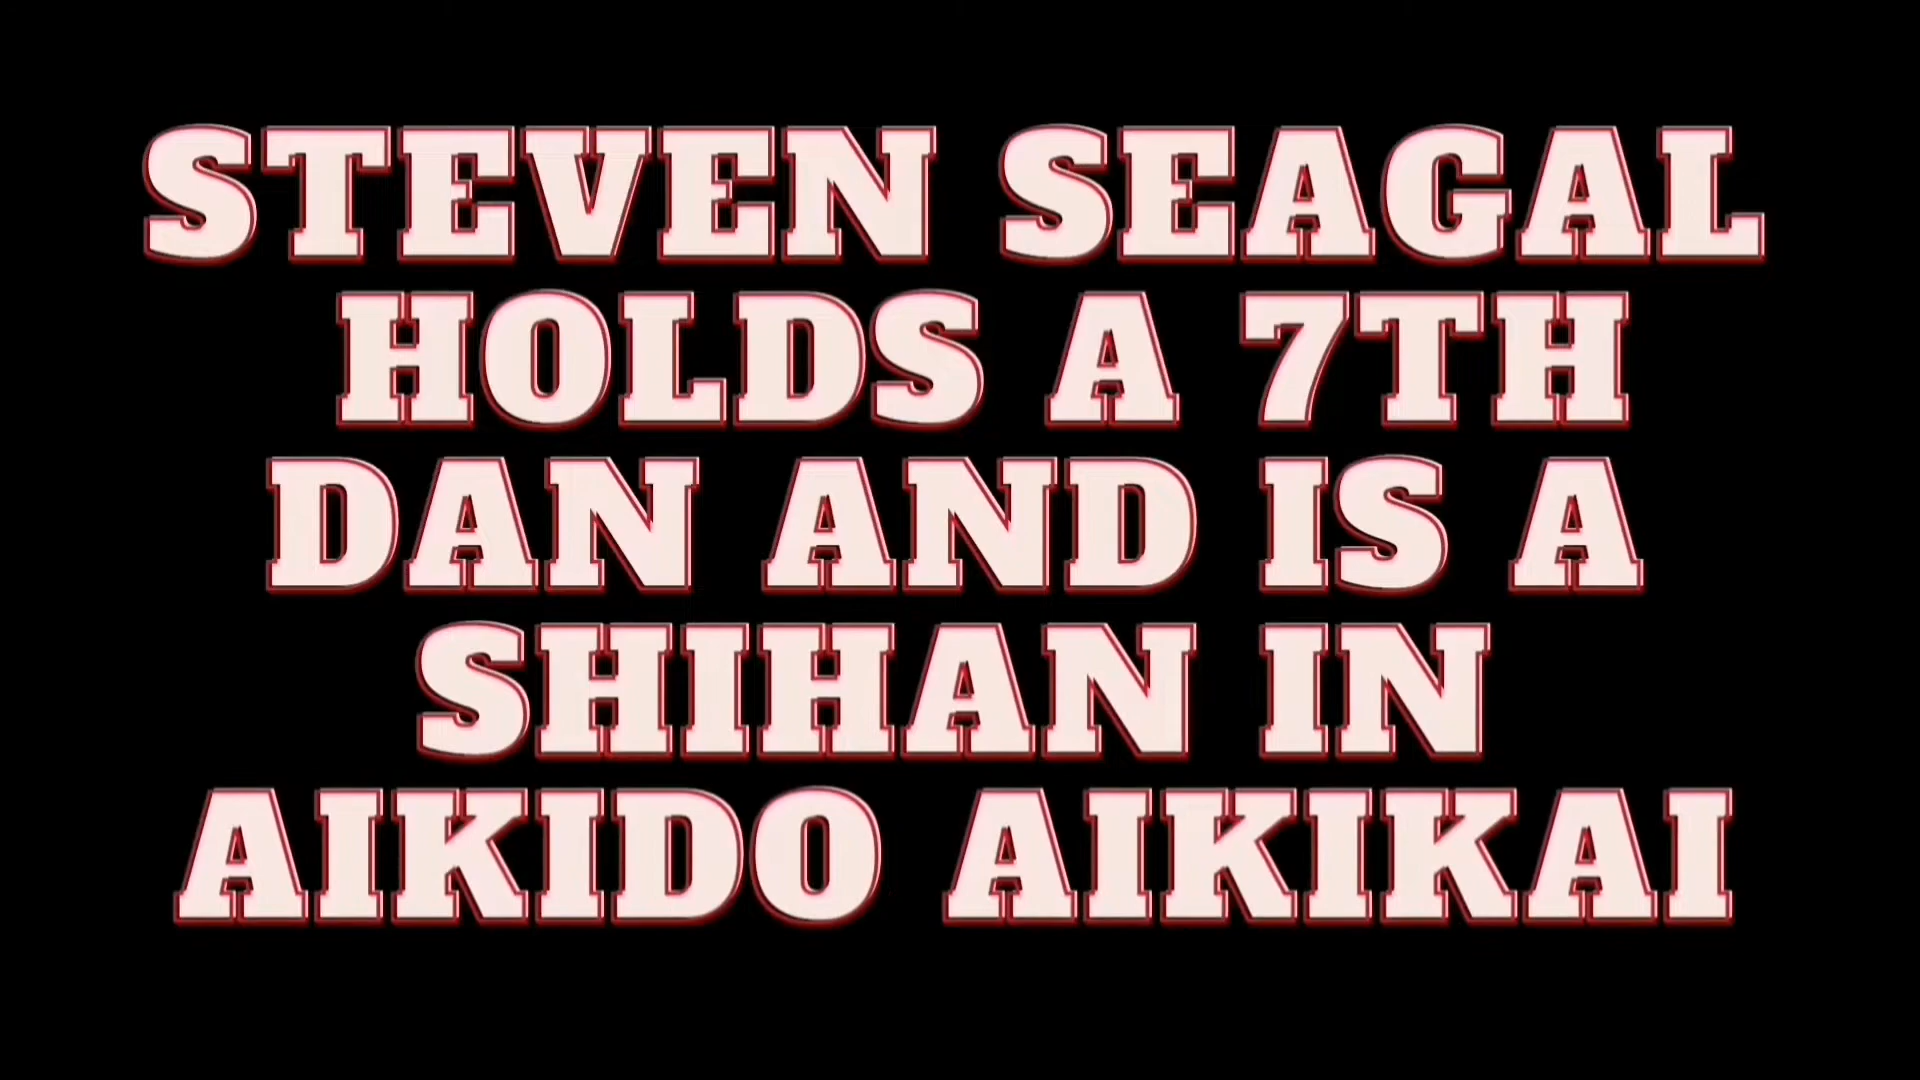 STEVEN SEAGAL
HOLDS A 7TH
DAN AND IS A
SHIHAN IN
AIKIDO AIKIKAI